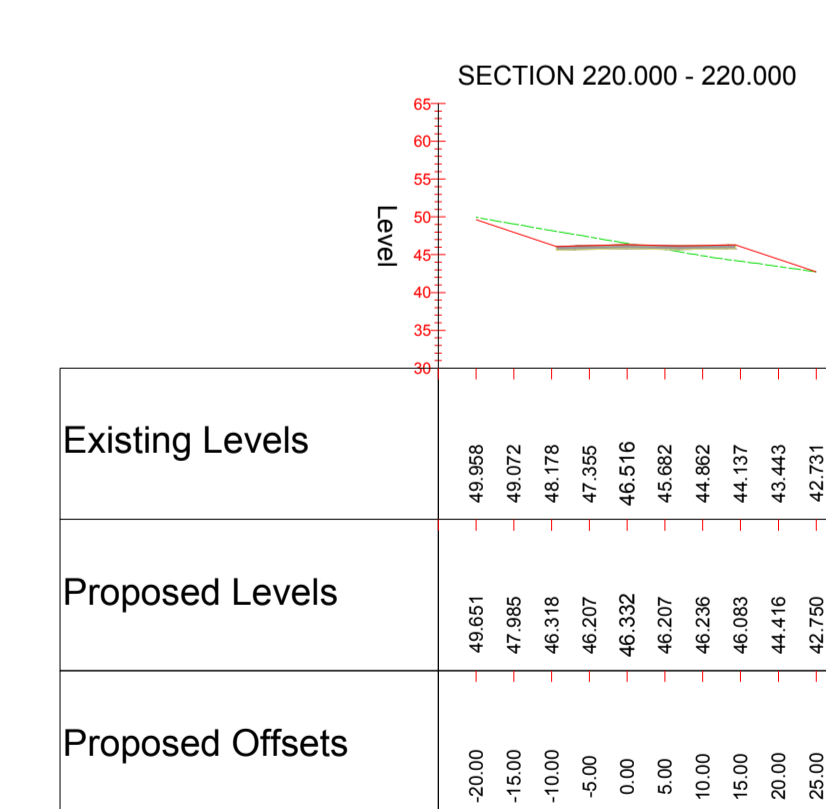 SECTION 220.000 - 220.000
65
60
55
50
45
40
35
30
Level
Existing Levels
49.958 49.072 48.178 47.355 46.516 45.682 44.862 44.137 43.443 42.731
Proposed Levels
49.651 47.985 46.318 46.207 46.332 46.207 46.236 46.083 44.416 42.750
Proposed Offsets
-20.00 -15.00 -10.00 -5.00 0.00 5.00 10.00 15.00 20.00 25.00